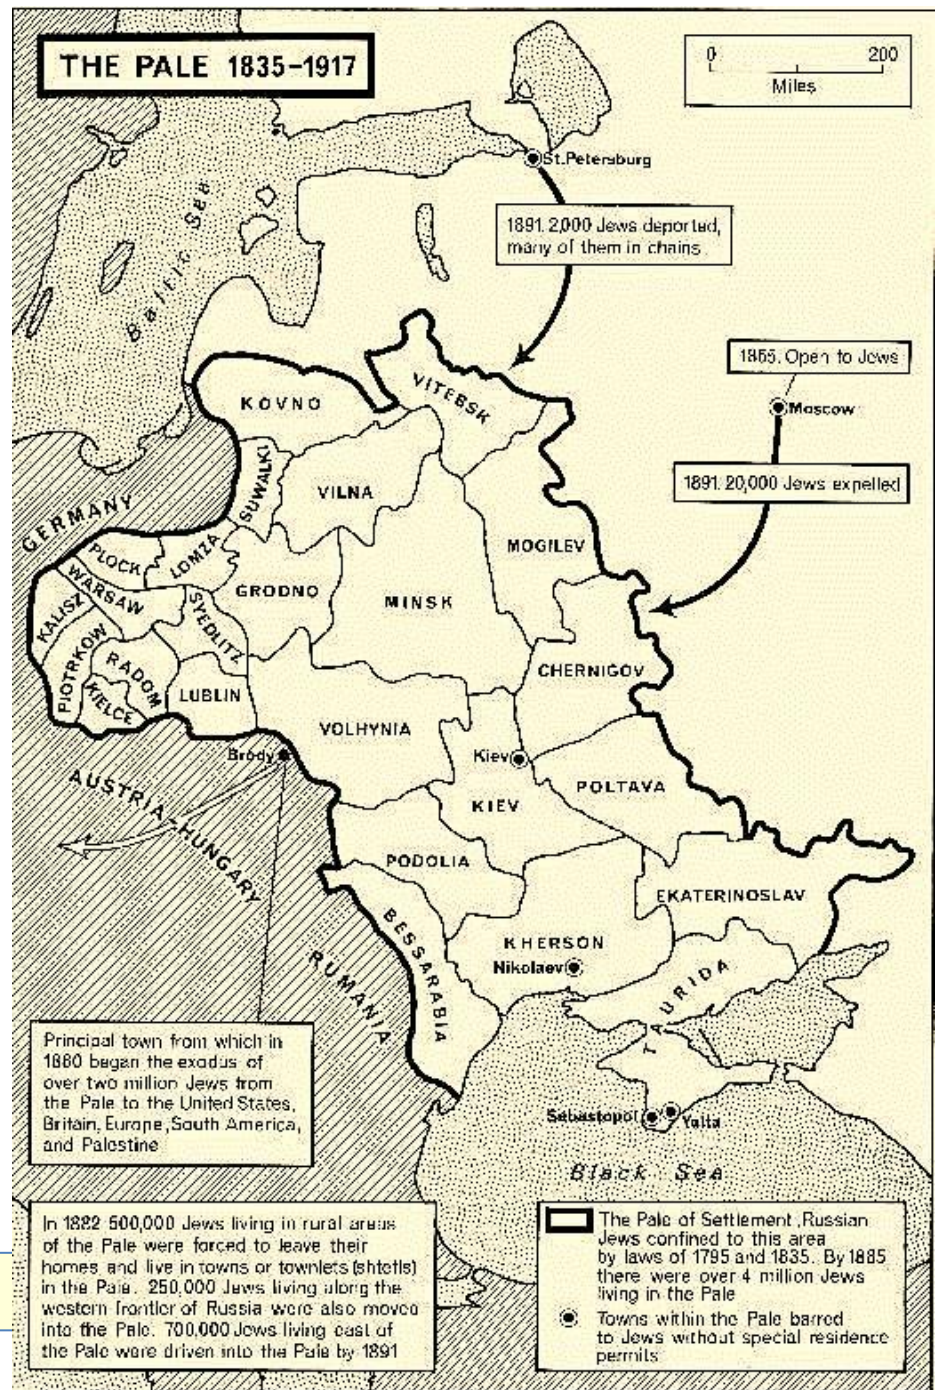 THE PALE 1835-1917
0 200
Miles
St. Petersburg
1891. 2,000 Jews deported,
many of them in chains
Baltic Sea
1865. Open to Jews
Moscow
1891. 20,000 Jews expelled
VITEBSK
KOVNO
SUWALKI
VILNA
GERMANY
PLOCK
LOMZA
MOGILEV
WARSAW
GRODNO
MINSK
KALISZ
SYEDLITZ
PIOTRKOW
RADOM
KIELCE
LUBLIN
CHERNIGOV
VOLHYNIA
Brody
Kiev
POLTAVA
KIEV
AUSTRIA-HUNGARY
PODOLIA
EKATERINOSLAV
BESSARABIA
KHERSON
Nikolaev
RUMANIA
TAURIDA
Principal town from which in
1880 began the exodus of
over two million Jews from
the Pale to the United States,
Britain, Europe, South America,
and Palestine
Sebastopol
Yalta
Black Sea
In 1882 500,000 Jews living in rural areas
of the Pale were forced to leave their
homes and live in towns or townlets (shtetls)
in the Pale. 250,000 Jews living along the
western frontier of Russia were also moved
into the Pale. 700,000 Jews living east of
the Pale were driven into the Pale by 1891
The Pale of Settlement, Russian
Jews confined to this area
by laws of 1795 and 1835. By 1885
there were over 4 million Jews
living in the Pale
Towns within the Pale barred
to Jews without special residence
permits